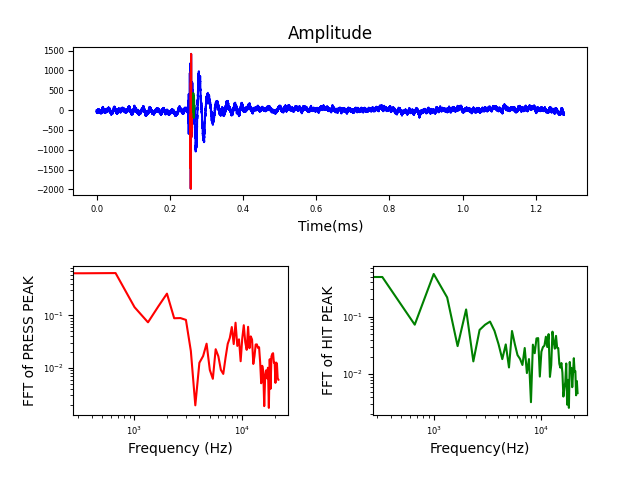 Amplitude
1500
1000
500
0
−500
−1000
−1500
−2000
0.0 0.2 0.4 0.6 0.8 1.0 1.2
Time(ms)
FFT of PRESS PEAK
10⁻¹
10⁻²
10³ 10⁴
Frequency (Hz)
FFT of HIT PEAK
10⁻¹
10⁻²
10³ 10⁴
Frequency(Hz)